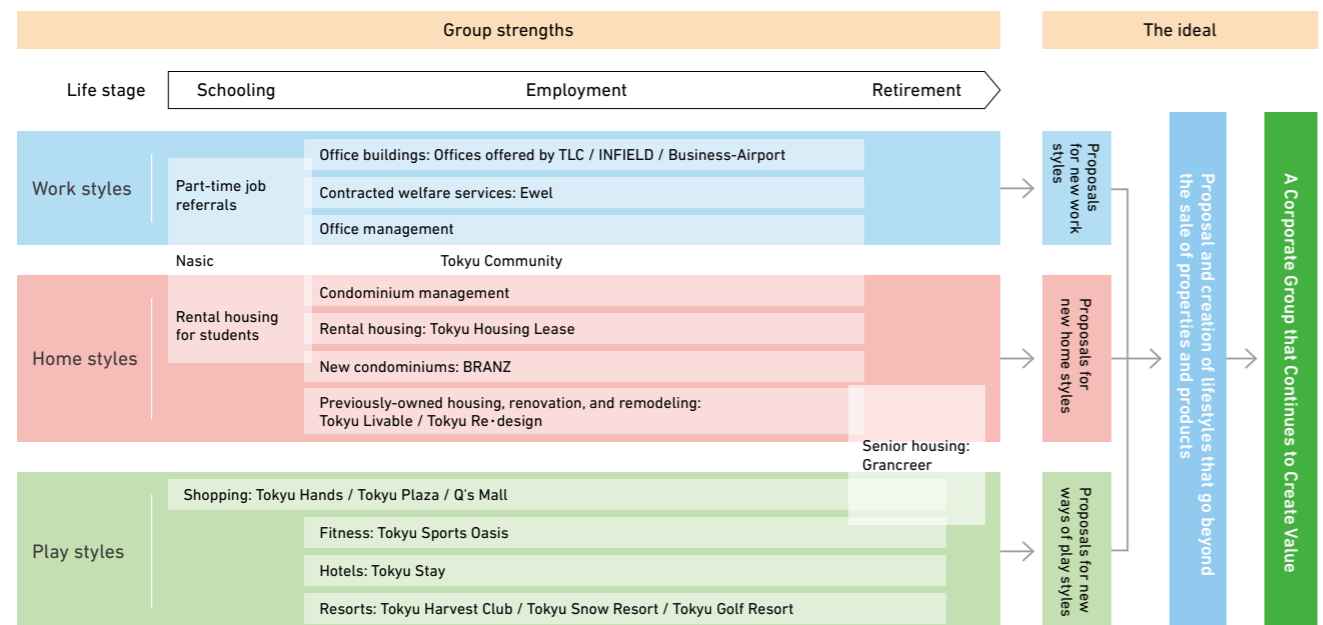 Group strengths
The ideal
Life stage
Schooling
Employment
Retirement
Work styles
Part-time job
referrals
Office buildings: Offices offered by TLC / INFIELD / Business-Airport
Contracted welfare services: Ewel
Office management
Nasic
Tokyu Community
Home styles
Rental housing
for students
Condominium management
Rental housing: Tokyu Housing Lease
New condominiums: BRANZ
Previously-owned housing, renovation, and remodeling:
Tokyu Livable / Tokyu Re･design
Senior housing:
Grancreer
Play styles
Shopping: Tokyu Hands / Tokyu Plaza / Q's Mall
Fitness: Tokyu Sports Oasis
Hotels: Tokyu Stay
Resorts: Tokyu Harvest Club / Tokyu Snow Resort / Tokyu Golf Resort
Proposals
for new work
styles
Proposals for
new home styles
Proposals for new
ways of play styles
Proposal and creation of lifestyles that go beyond
the sale of properties and products
A Corporate Group that Continues to Create Value